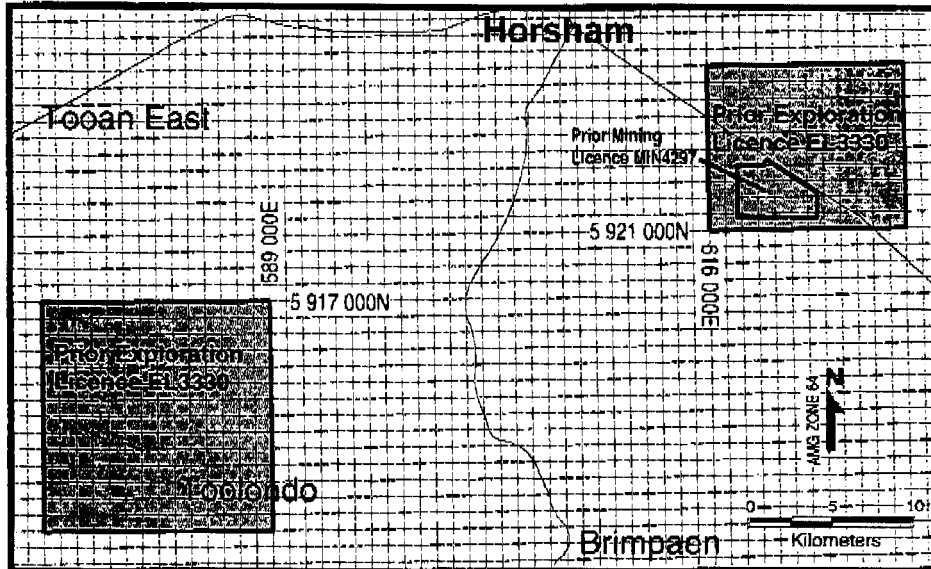 Horsham
Tooan East
Prior Exploration
Licence EL3330
Prior Mining
Licence MIN4297
589 000E
5 921 000N
616 000E
5 917 000N
Prior Exploration
Licence EL3330
N
AMG ZONE 54
Toolondo
0 5 10
Kilometers
Brimpaen